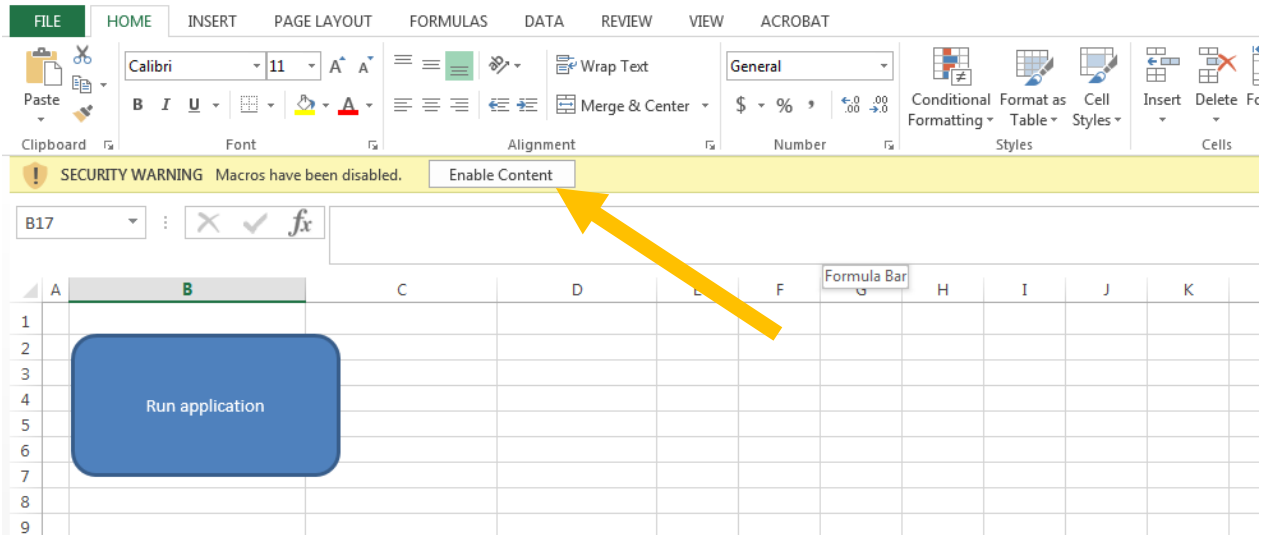 FILE HOME INSERT PAGE LAYOUT FORMULAS DATA REVIEW VIEW ACROBAT
Calibri 11 A A Wrap Text General
Paste B I U A Merge & Center $ % , .0 .00 .00 .0 Conditional Format as Cell Insert Delete
Formatting Table Styles
Clipboard Font Alignment Number Styles Cells
! SECURITY WARNING Macros have been disabled. Enable Content
B17 fx
Formula Bar
A B C D F H I J K
1
2
3
4 Run application
5
6
7
8
9